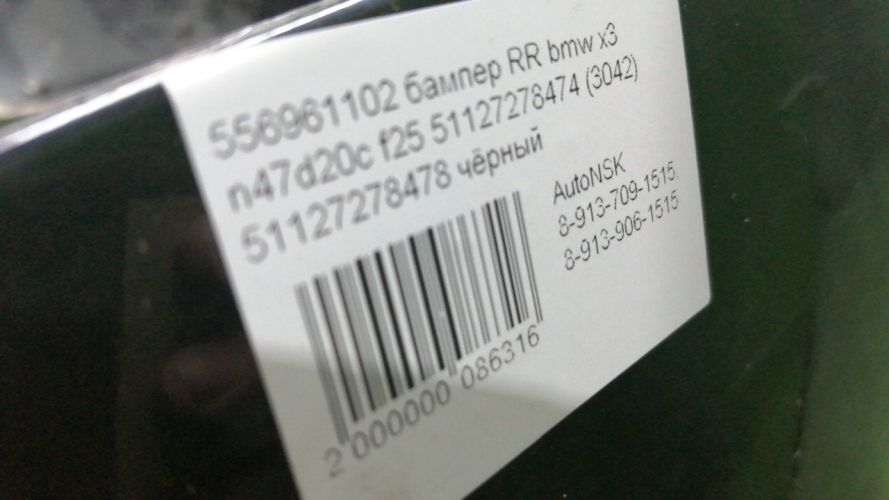 556961102 бампер RR bmw x3
n47d20c f25 51127278474 (3042)
51127278478 чёрный
AutoNSK
8-913-709-1515,
8-913-906-1515
2 000000 086316